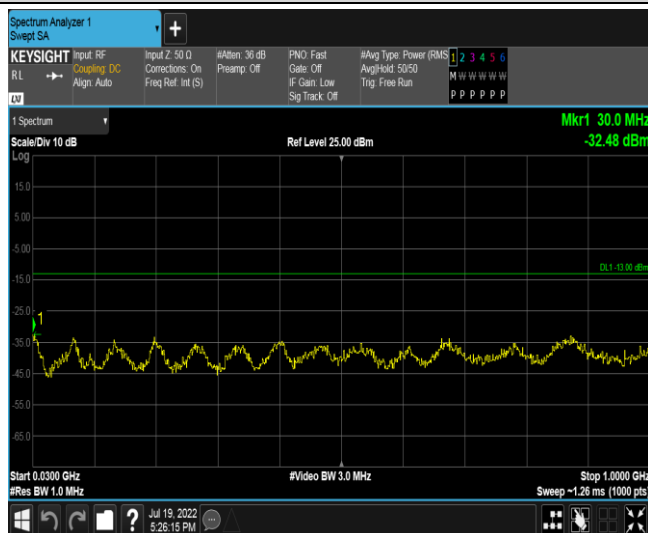 Spectrum Analyzer 1
Swept SA
+
KEYSIGHT
RL
LXI
Input: RF
Coupling: DC
Align: Auto
Input Z: 50 Ω
Corrections: On
Freq Ref: Int (S)
#Atten: 36 dB
Preamp: Off
PNO: Fast
Gate: Off
IF Gain: Low
Sig Track: Off
#Avg Type: Power (RMS
Avg|Hold: 50/50
Trig: Free Run
1 2 3 4 5 6
M W W W W W
P P P P P P
1 Spectrum
Mkr1 30.0 MHz
Scale/Div 10 dB
Ref Level 25.00 dBm
-32.48 dBm
Log
15.0
5.00
-5.00
DL1 -13.00 dBm
-15.0
-25.0
1
-35.0
-45.0
-55.0
-65.0
Start 0.0300 GHz
#Video BW 3.0 MHz
Stop 1.0000 GHz
#Res BW 1.0 MHz
Sweep ~1.26 ms (1000 pts)
?
Jul 19, 2022
5:26:15 PM